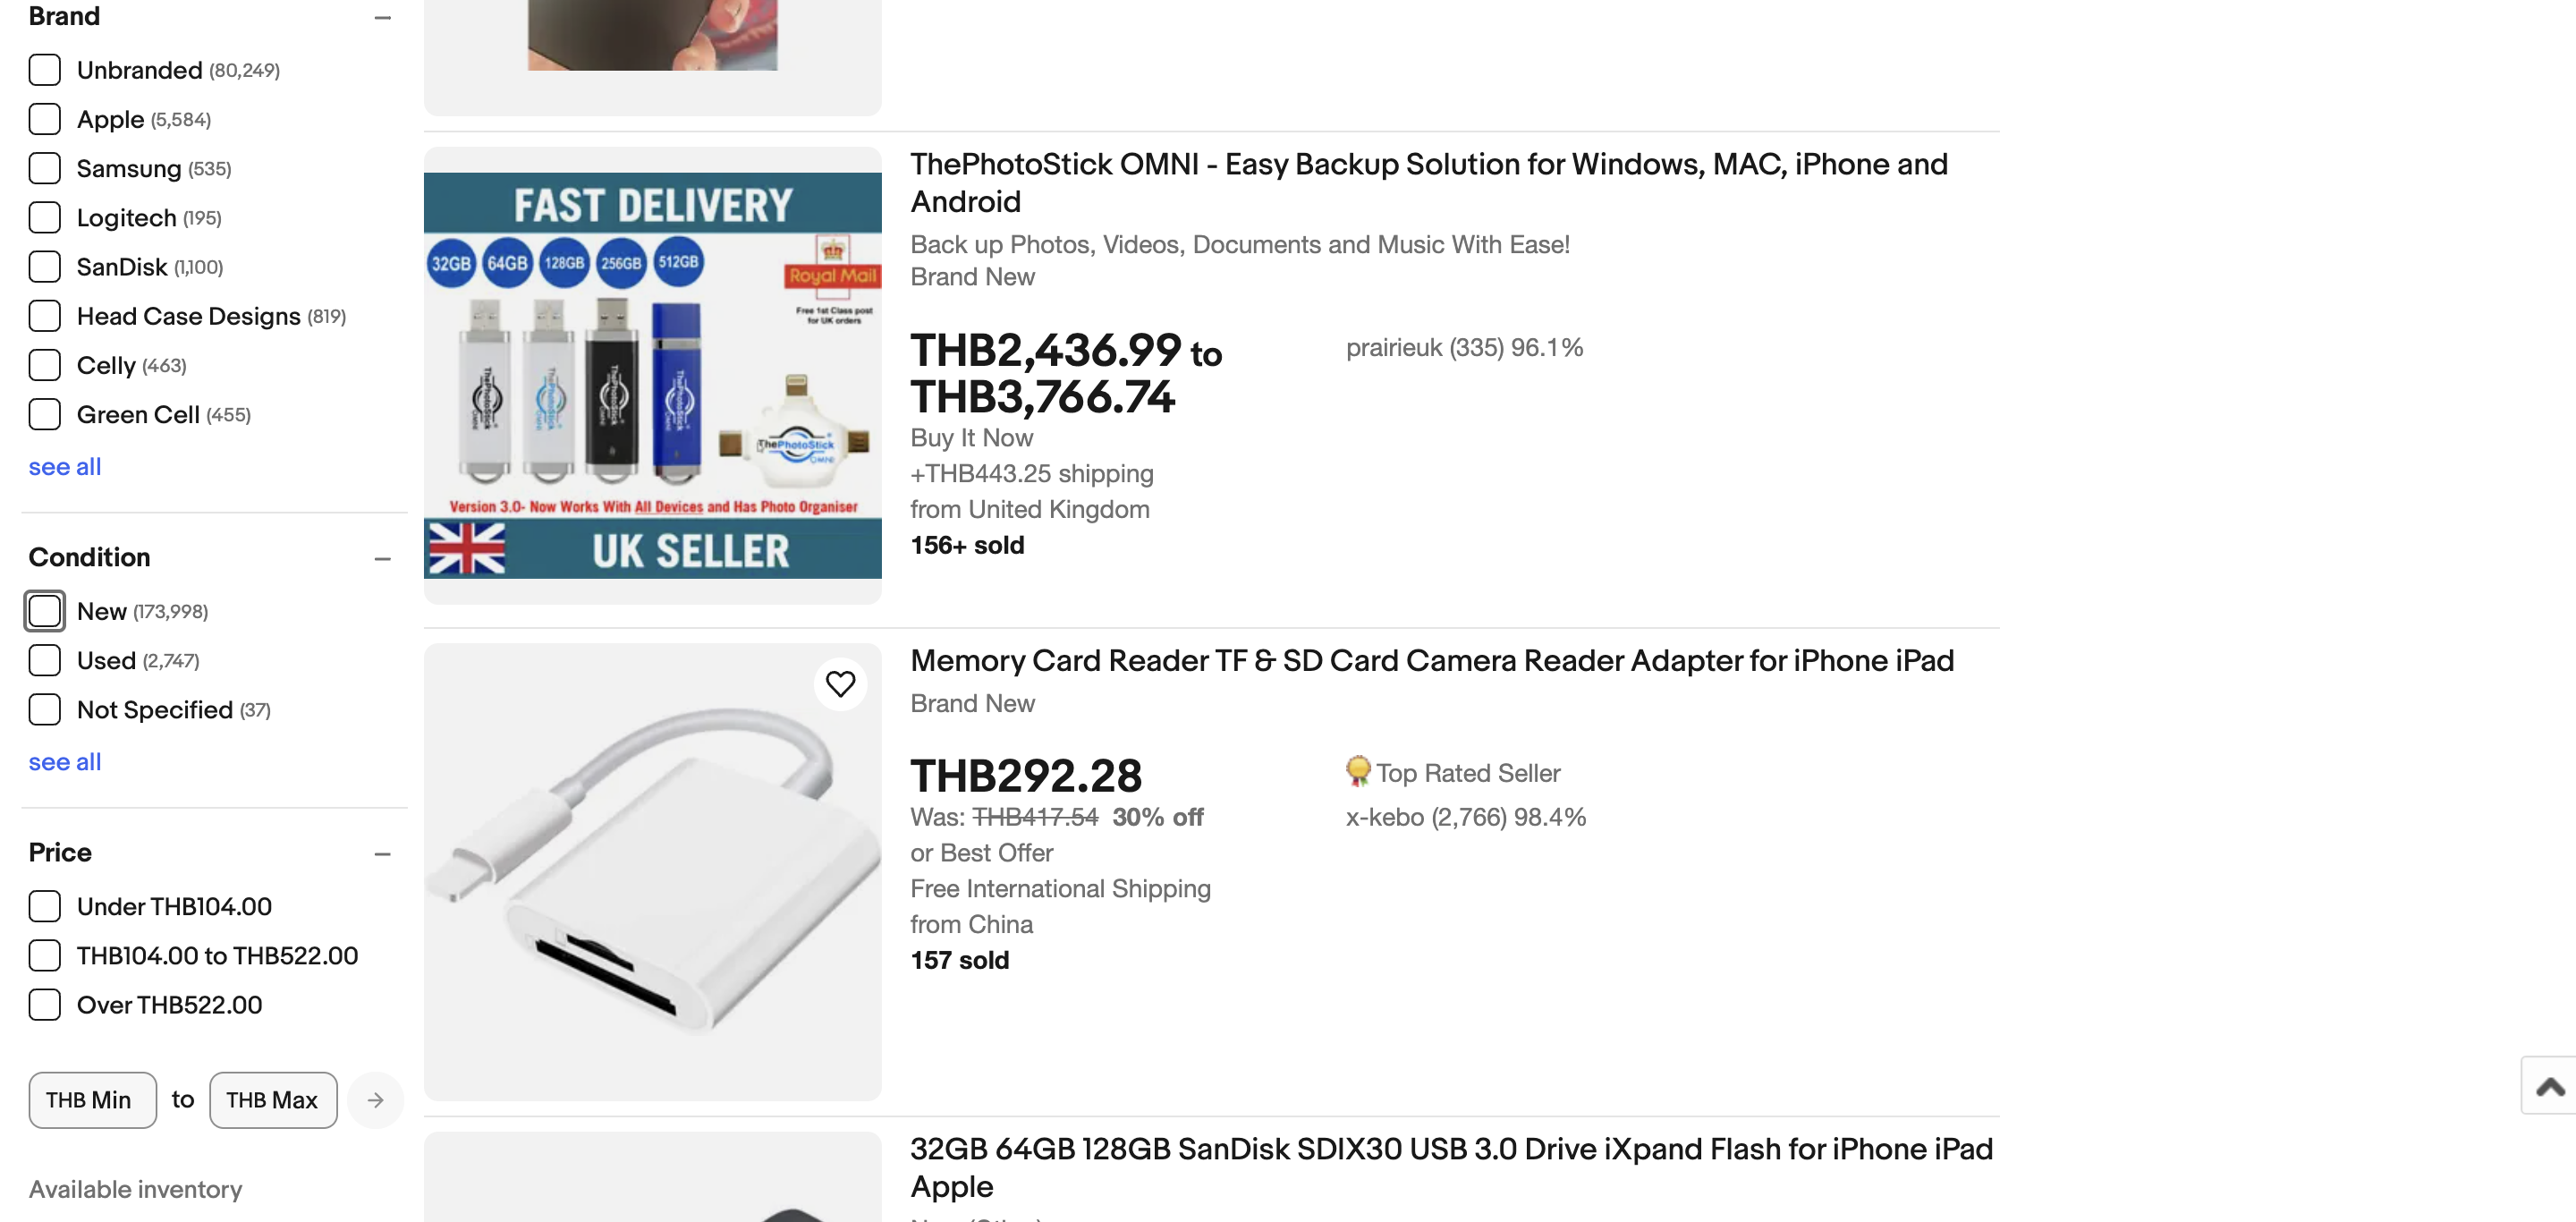 Brand
Unbranded (80,249)
Apple (5,584)
Samsung (535)
Logitech (195)
SanDisk (1,100)
Head Case Designs (819)
Celly (463)
Green Cell (455)
see all
Condition
New (173,998)
Used (2,747)
Not Specified (37)
see all
Price
Under THB104.00
THB104.00 to THB522.00
Over THB522.00
THB Min to THB Max
Available inventory
FAST DELIVERY
32GB 64GB 128GB 256GB 512GB
Royal Mail
Free 1st Class post
for UK orders
ThePhotoStick OMNI
ThePhotoStick OMNI
ThePhotoStick OMNI
ThePhotoStick OMNI
ThePhotoStick
OMNI
Version 3.0- Now Works With All Devices and Has Photo Organiser
UK SELLER
ThePhotoStick OMNI - Easy Backup Solution for Windows, MAC, iPhone and
Android
Back up Photos, Videos, Documents and Music With Ease!
Brand New
THB2,436.99 to
THB3,766.74
Buy It Now
+THB443.25 shipping
from United Kingdom
156+ sold
prairieuk (335) 96.1%
Memory Card Reader TF & SD Card Camera Reader Adapter for iPhone iPad
Brand New
THB292.28
Was: THB417.54 30% off
or Best Offer
Free International Shipping
from China
157 sold
Top Rated Seller
x-kebo (2,766) 98.4%
32GB 64GB 128GB SanDisk SDIX30 USB 3.0 Drive iXpand Flash for iPhone iPad
Apple